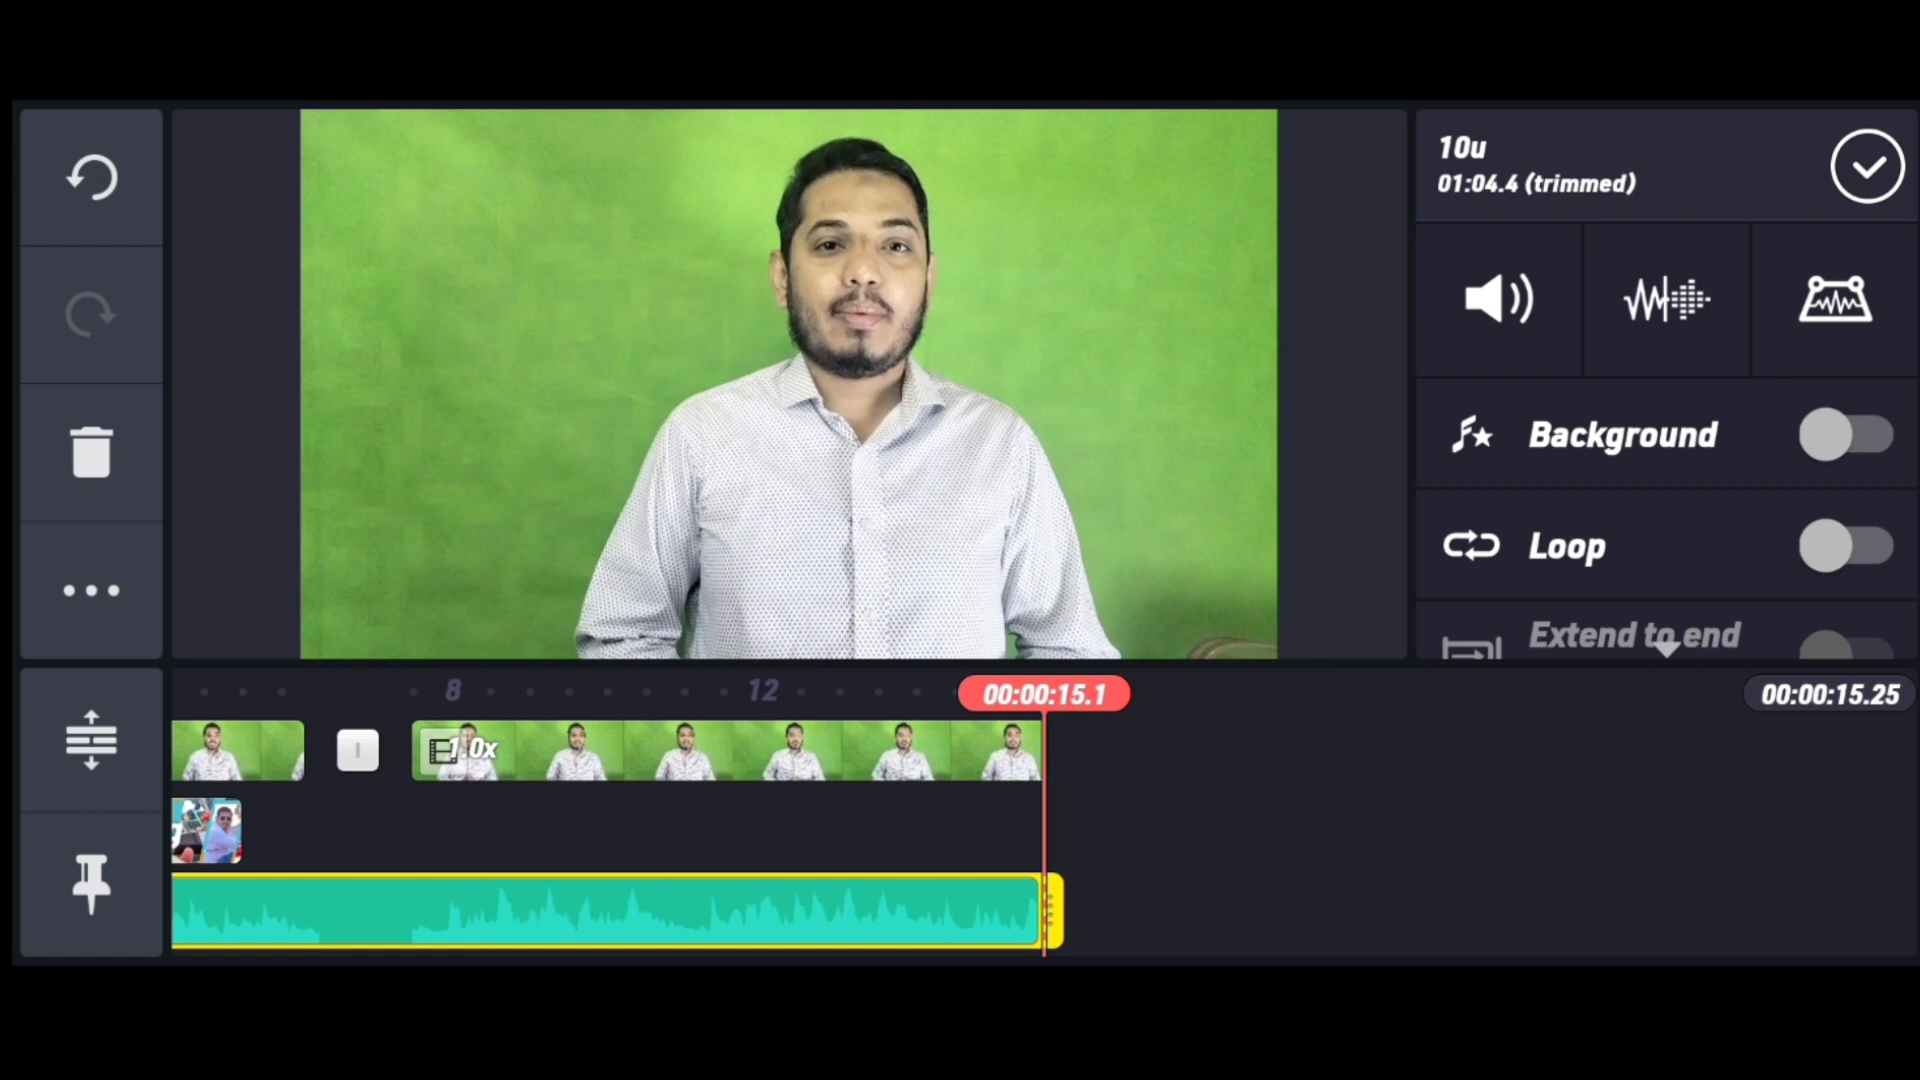 10u
01:04.4 (trimmed)
Background
Loop
Extend to end
8
12
00:00:15.1
00:00:15.25
1.0x